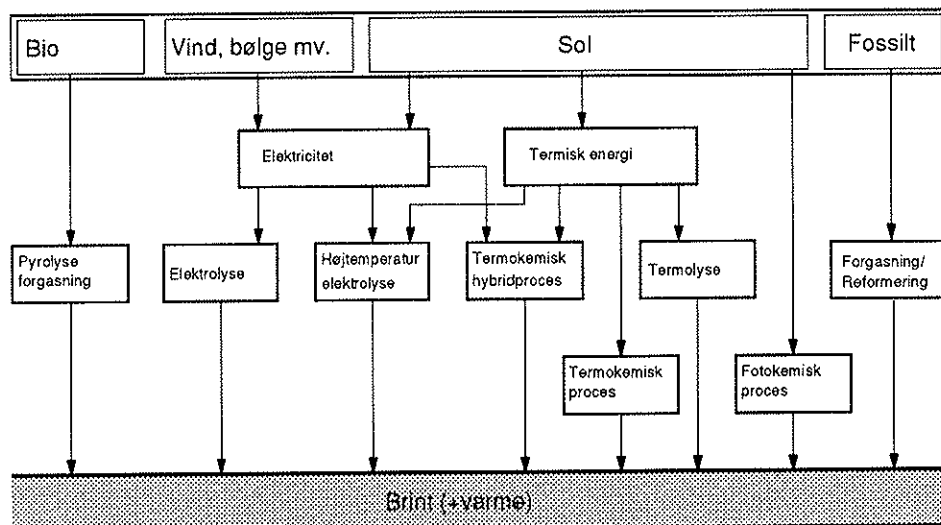 Bio
Vind, bølge mv.
Sol
Fossilt
Elektricitet
Termisk energi
Pyrolyse
forgasning
Elektrolyse
Højtemperatur
elektrolyse
Termokemisk
hybridproces
Termolyse
Forgasning/
Reformering
Termokemisk
proces
Fotokemisk
proces
Brint (+varme)